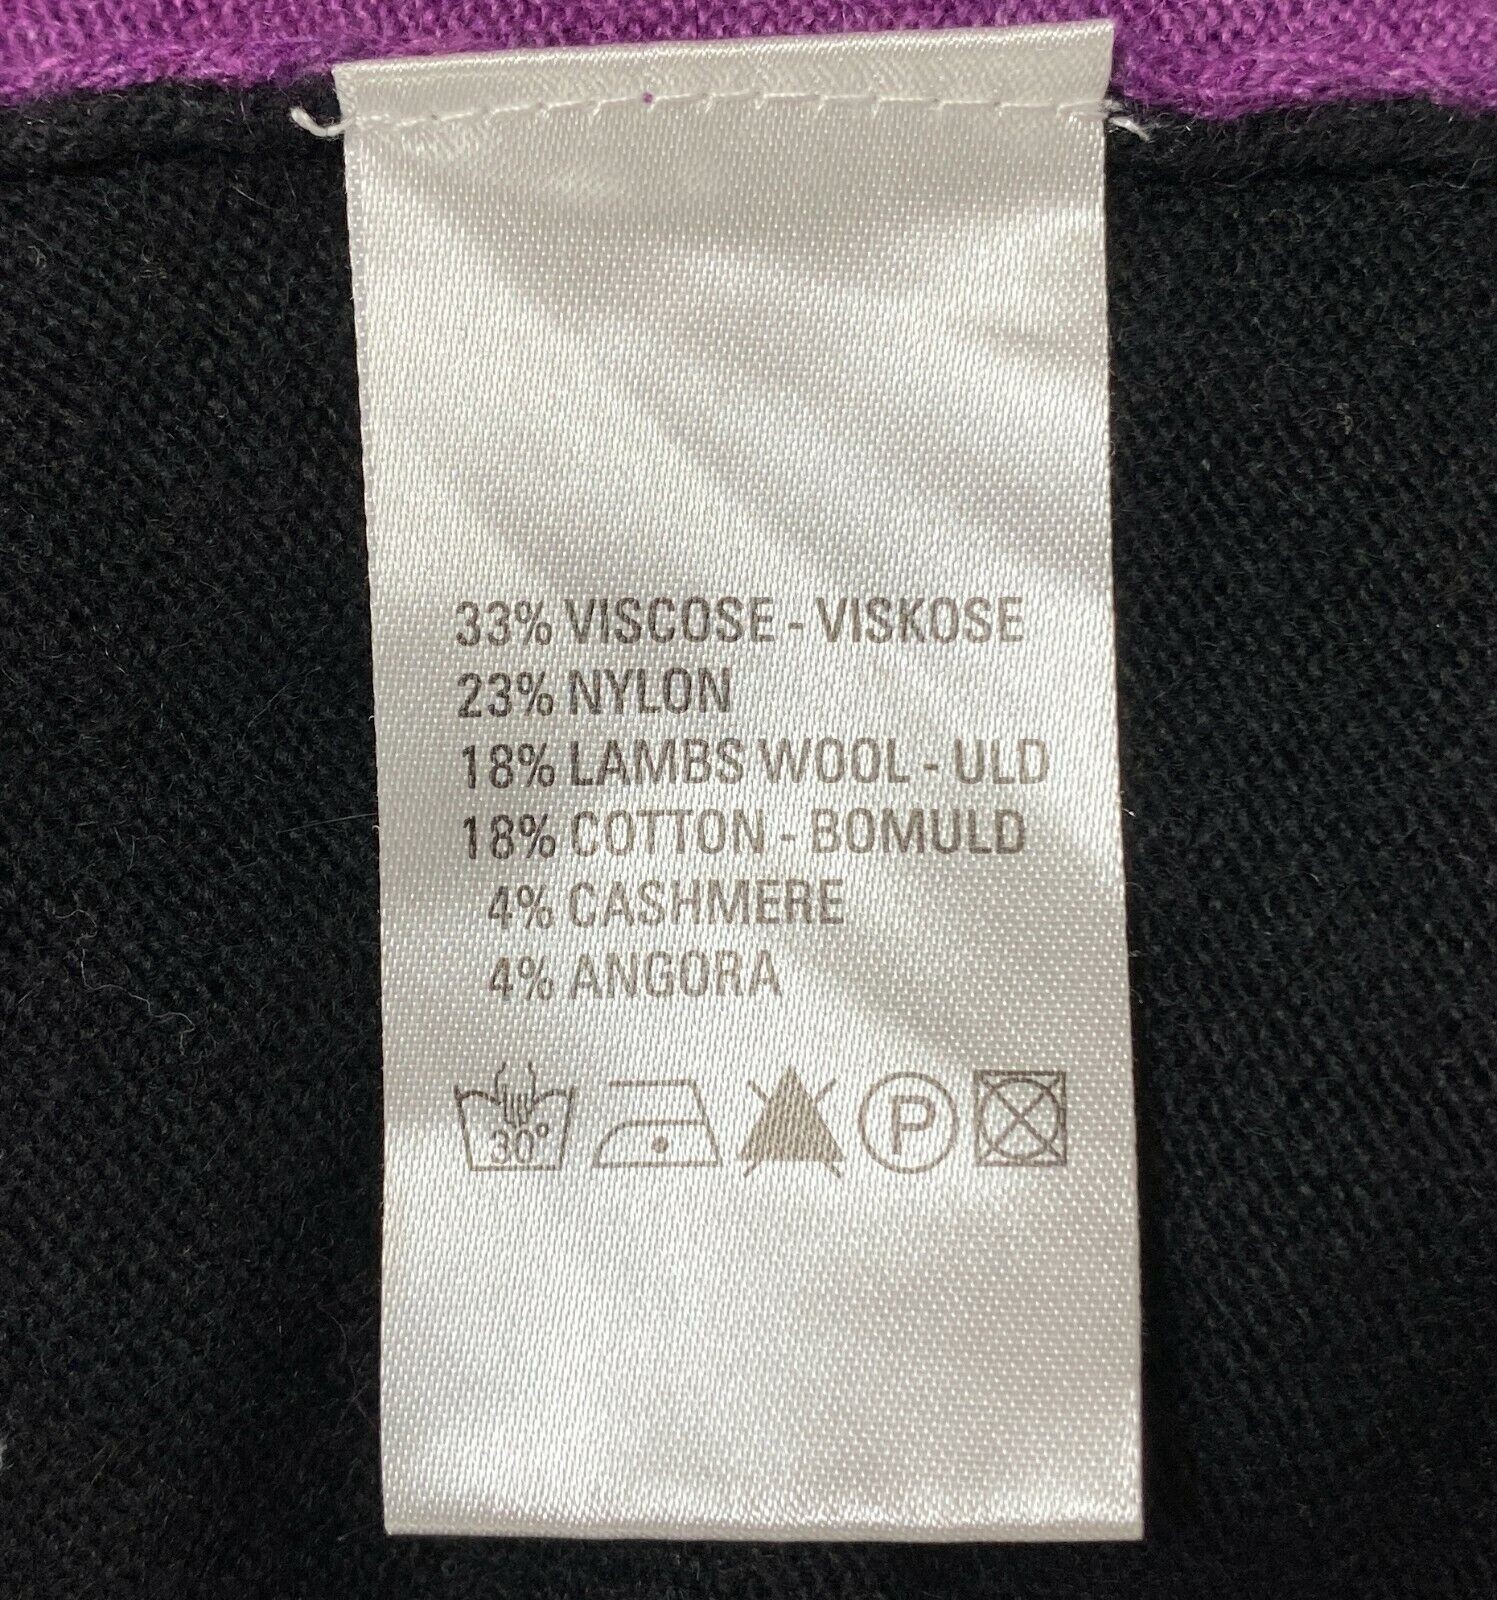 33% VISCOSE - VISKOSE
23% NYLON
18% LAMBS WOOL - ULD
18% COTTON - BOMULD
4% CASHMERE
4% ANGORA
30° P